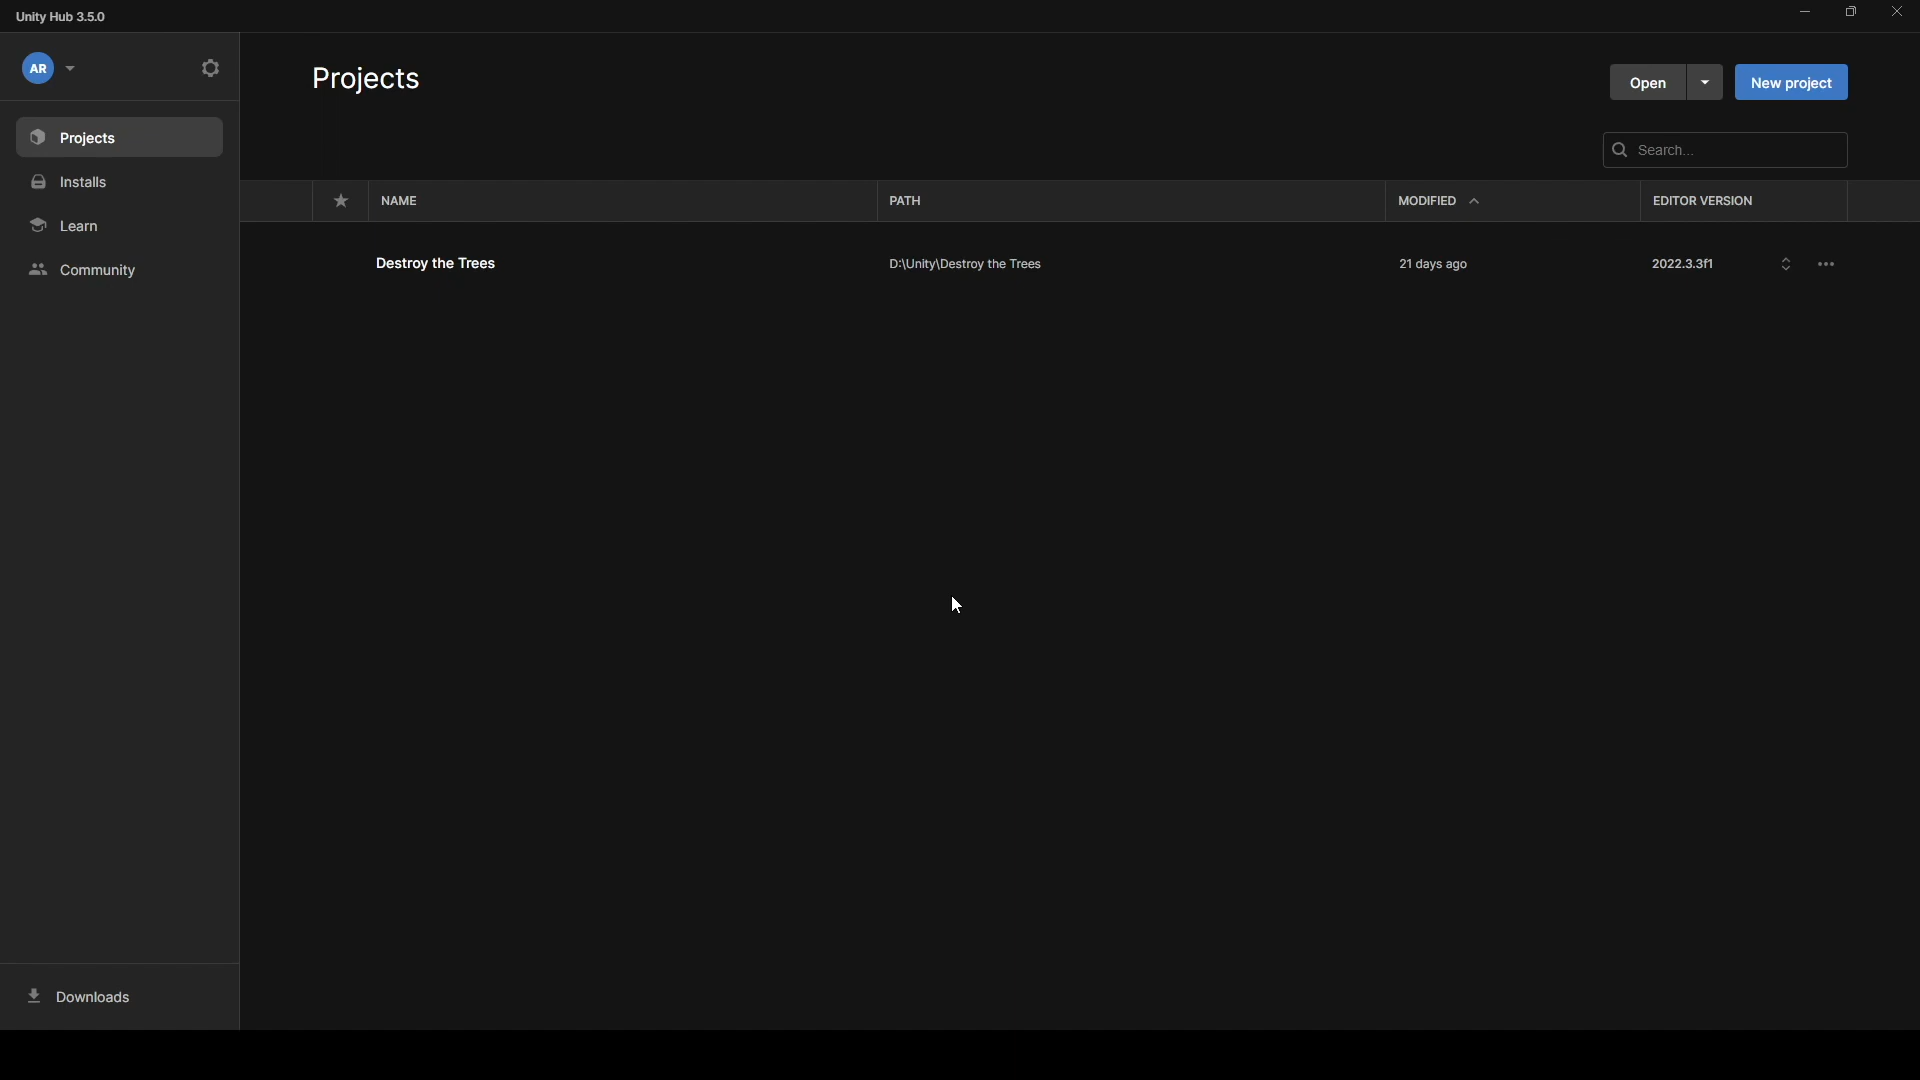 Unity Hub 3.5.0
AR
Projects
Open
New project
Projects
Search...
Installs
NAME
PATH
MODIFIED
EDITOR VERSION
Learn
Destroy the Trees
D:\Unity\Destroy the Trees
21 days ago
2022.3.3f1
Community
Downloads